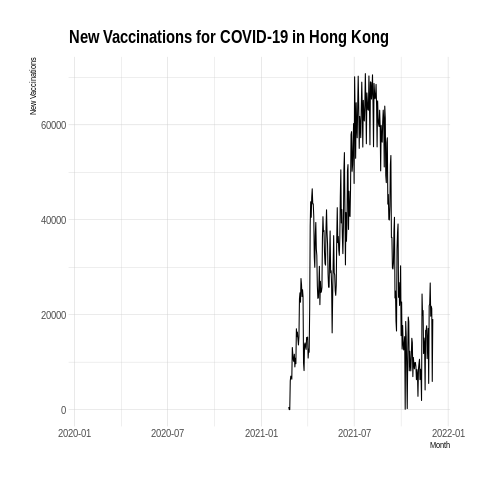 New Vaccinations for COVID-19 in Hong Kong
New Vaccinations
60000
40000
20000
0
2020-01 2020-07 2021-01 2021-07 2022-01
Month